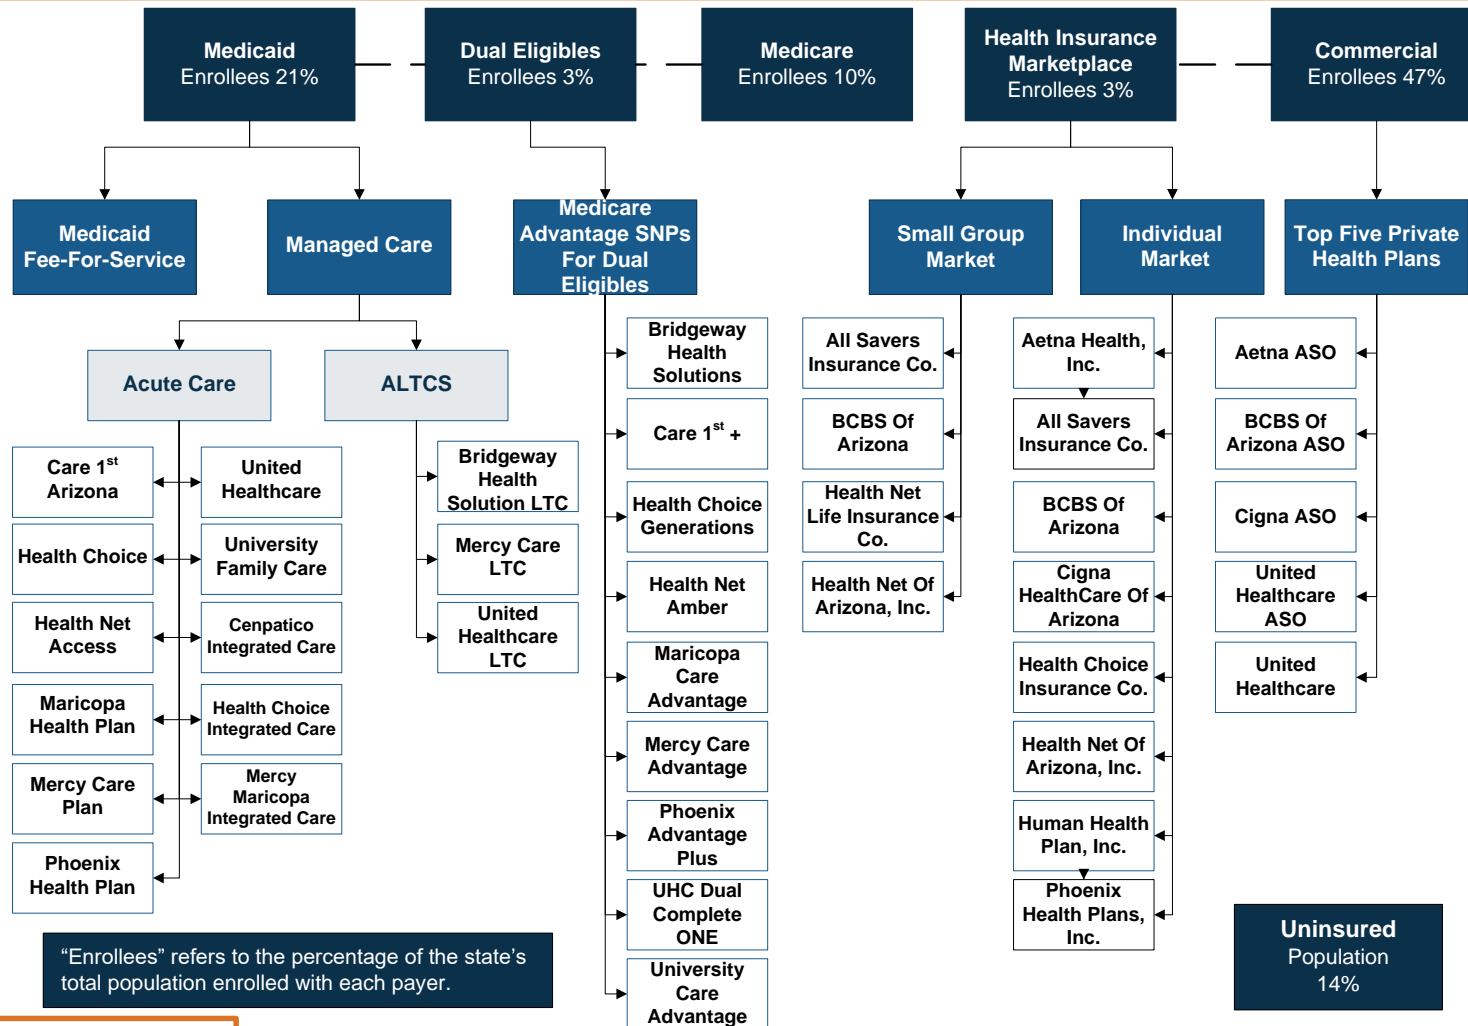 Medicaid
Enrollees 21%
Dual Eligibles
Enrollees 3%
Medicare
Enrollees 10%
Health Insurance
Marketplace
Enrollees 3%
Commercial
Enrollees 47%
Medicaid
Fee-For-Service
Managed Care
Medicare
Advantage SNPs
For Dual
Eligibles
Small Group
Market
Individual
Market
Top Five Private
Health Plans
Acute Care
ALTCS
Care 1st
Arizona
Health Choice
Health Net
Access
Maricopa
Health Plan
Mercy Care
Plan
Phoenix
Health Plan
United
Healthcare
University
Family Care
Cenpatico
Integrated Care
Health Choice
Integrated Care
Mercy
Maricopa
Integrated Care
Bridgeway
Health
Solution LTC
Mercy Care
LTC
United
Healthcare
LTC
Bridgeway
Health
Solutions
Care 1st +
Health Choice
Generations
Health Net
Amber
Maricopa
Care
Advantage
Mercy Care
Advantage
Phoenix
Advantage
Plus
UHC Dual
Complete
ONE
University
Care
Advantage
All Savers
Insurance Co.
BCBS Of
Arizona
Health Net
Life Insurance
Co.
Health Net Of
Arizona, Inc.
Aetna Health,
Inc.
All Savers
Insurance Co.
BCBS Of
Arizona
Cigna
HealthCare Of
Arizona
Health Choice
Insurance Co.
Health Net Of
Arizona, Inc.
Human Health
Plan, Inc.
Phoenix
Health Plans,
Inc.
Aetna ASO
BCBS Of
Arizona ASO
Cigna ASO
United
Healthcare
ASO
United
Healthcare
“Enrollees” refers to the percentage of the state’s
total population enrolled with each payer.
Uninsured
Population
14%